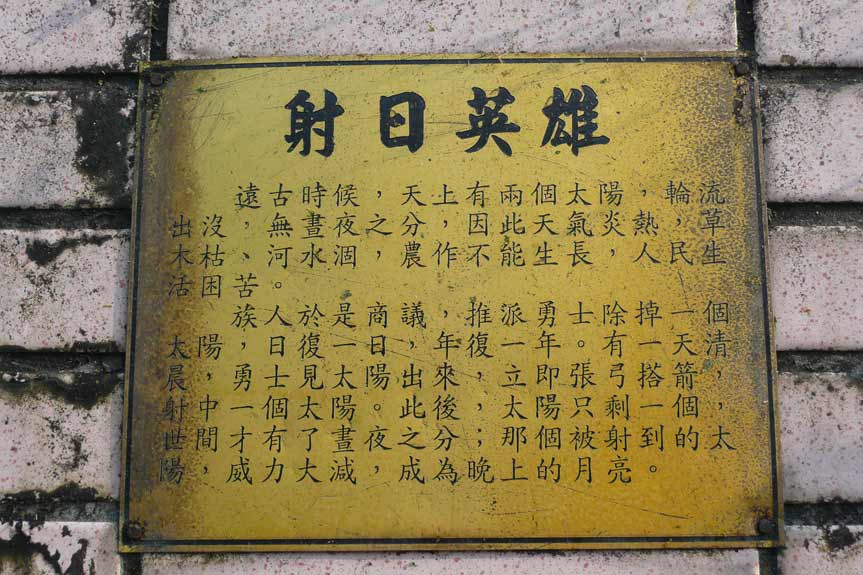 射日英雄
遠古時候，天上有兩個太陽，輪流
出沒，無晝夜之分，因此天氣炎熱，草
木枯、河水涸，農作不能生長，人民生
活困苦。
族人於是商議，推派勇士除掉一個
太陽，日復一日，年復一年。有一天清
晨，勇士見太陽出來，立即張弓搭箭，
射中一個太陽。此後，太陽只剩一個，
世間才有了晝夜之分；那個被射到的太
陽，威力大減，成為晚上的月亮。